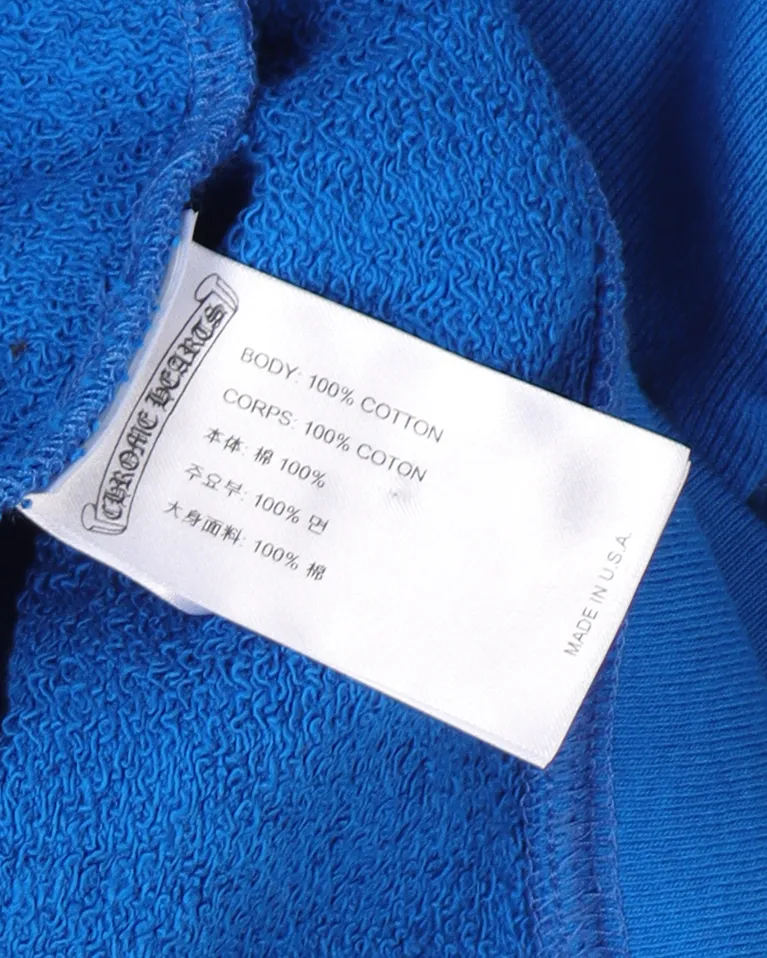 CHROME HEARTS
BODY: 100% COTTON
CORPS: 100% COTON
本体: 棉 100%
주요부: 100% 면
大身面料: 100% 棉
MADE IN U.S.A.